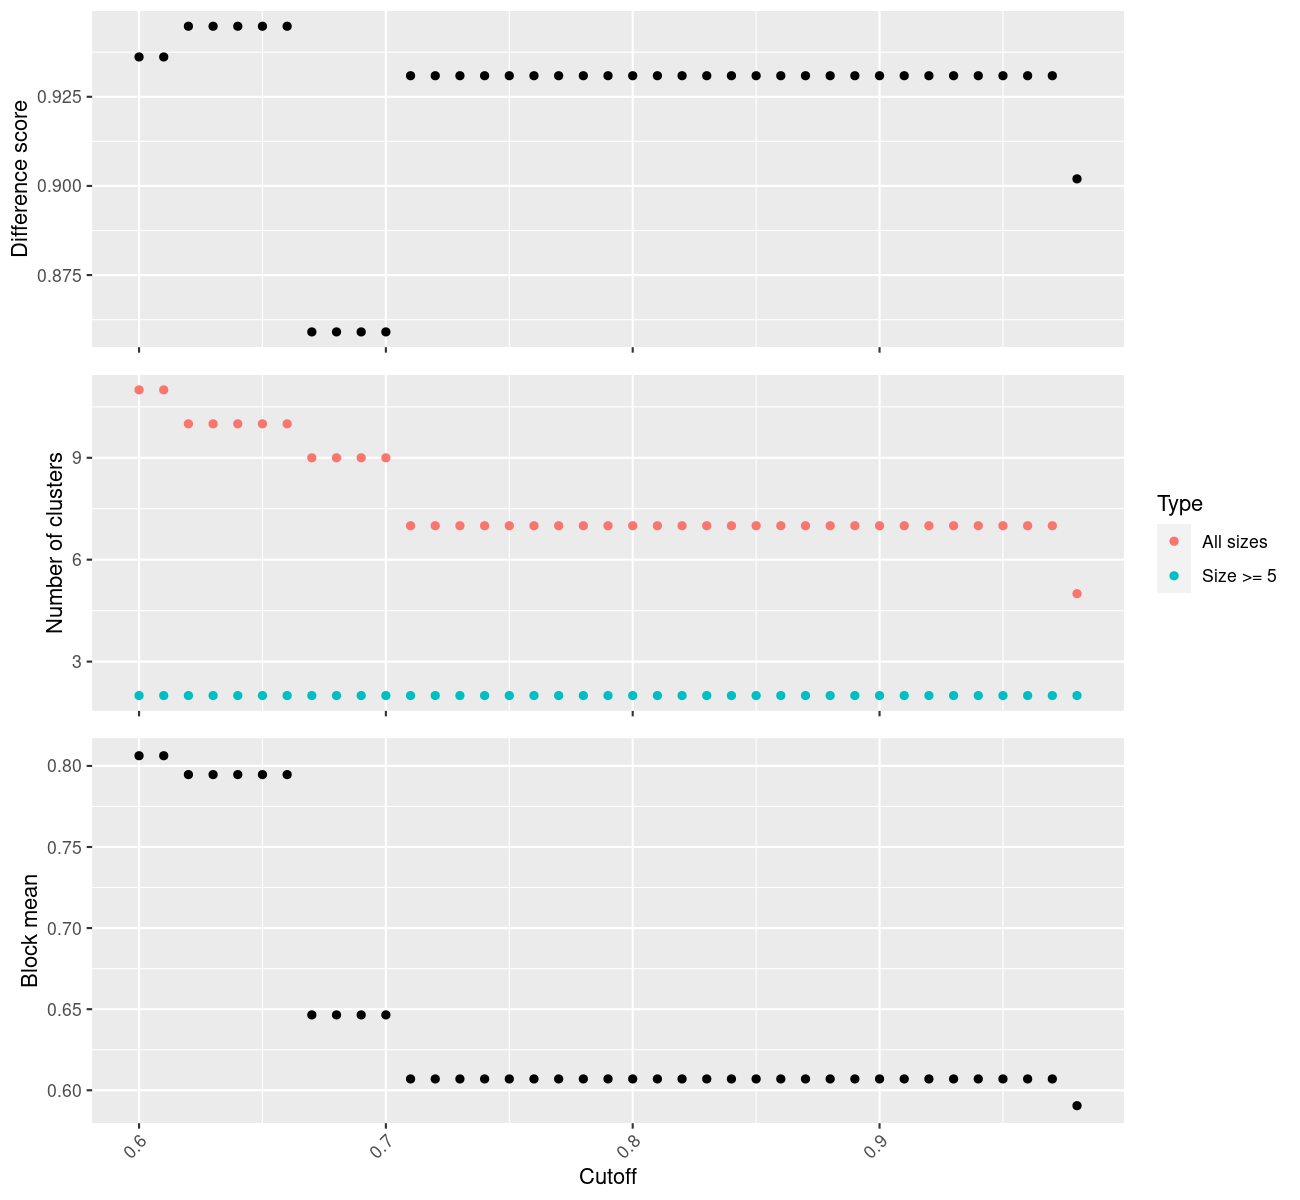 Difference score
0.925
0.900
0.875
Number of clusters
9
6
3
Type
All sizes
Size >= 5
Block mean
0.80
0.75
0.70
0.65
0.60
0.6
0.7
0.8
0.9
Cutoff